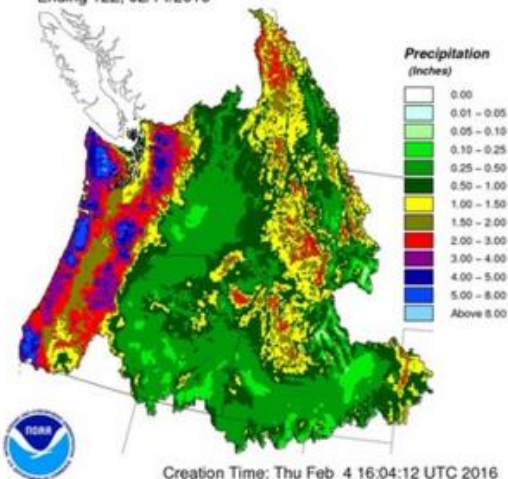 Precipitation
(Inches)
0.00
0.01 - 0.05
0.05 - 0.10
0.10 - 0.25
0.25 - 0.50
0.50 - 1.00
1.00 - 1.50
1.50 - 2.00
2.00 - 3.00
3.00 - 4.00
4.00 - 5.00
5.00 - 8.00
Above 8.00
NOAA
Creation Time: Thu Feb 4 16:04:12 UTC 2016